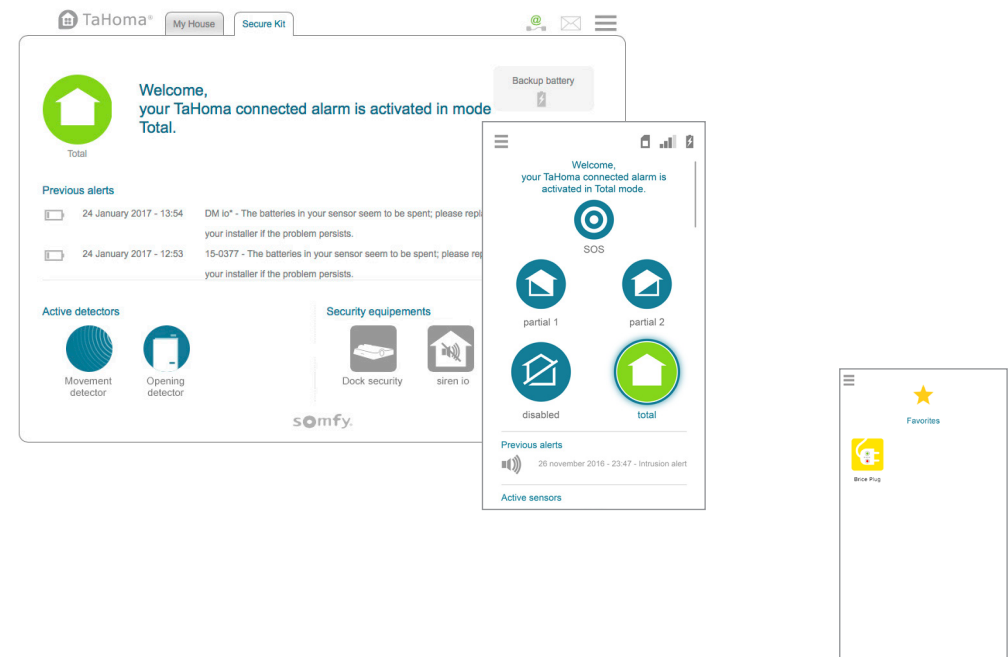 TaHoma®
My House
Secure Kit
@
Backup battery
Welcome,
your TaHoma connected alarm is activated in mode
Total.
Total
Previous alerts
24 January 2017 - 13:54
DM io* - The batteries in your sensor seem to be spent; please repl
your installer if the problem persists.
24 January 2017 - 12:53
15-0377 - The batteries in your sensor seem to be spent; please rep
your installer if the problem persists.
Active detectors
Movement
detector
Opening
detector
Security equipements
Dock security
siren io
somfy.
Welcome,
your TaHoma connected alarm is
activated in Total mode.
SOS
partial 1
partial 2
disabled
total
Previous alerts
26 november 2016 - 23:47 - Intrusion alert
Active sensors
Favorites
Brice Plug